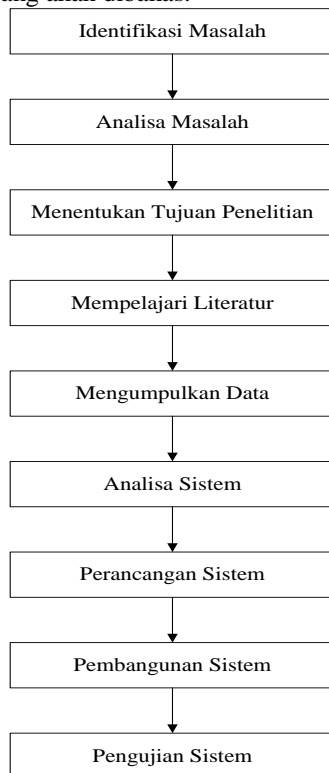 Identifikasi Masalah
Analisa Masalah
Menentukan Tujuan Penelitian
Mempelajari Literatur
Mengumpulkan Data
Analisa Sistem
Perancangan Sistem
Pembangunan Sistem
Pengujian Sistem